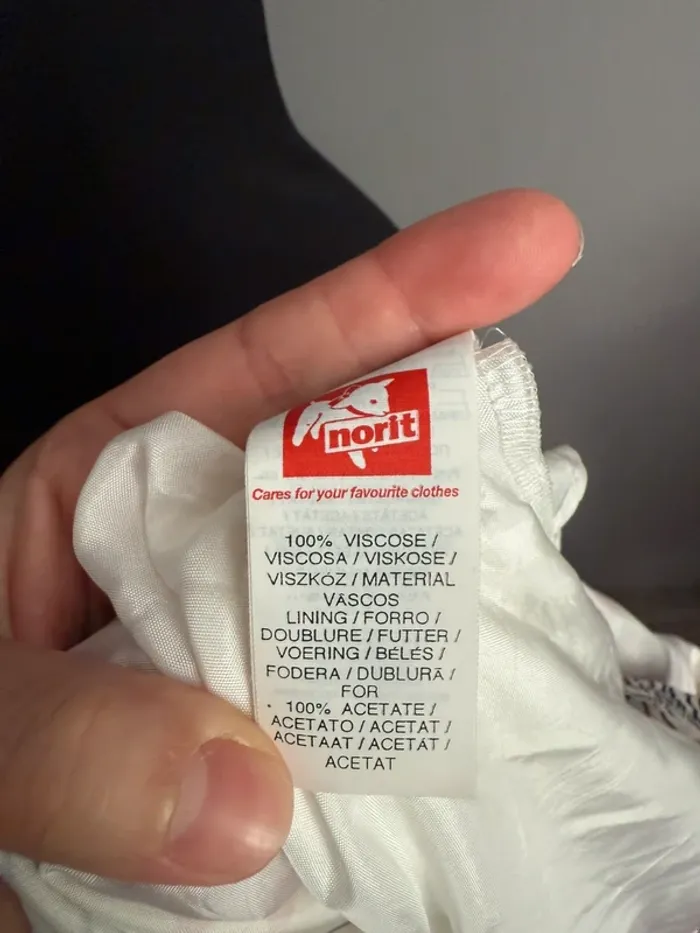 norit
Cares for your favourite clothes
100% VISCOSE /
VISCOSA / VISKOSE /
VISZKÓZ / MATERIAL
VÂSCOS
LINING / FORRO /
DOUBLURE / FUTTER /
VOERING / BÉLÉS /
FODERA / DUBLURĂ /
FOR
100% ACETATE /
ACETATO / ACETAT /
ACETAAT / ACETÁT /
ACETAT